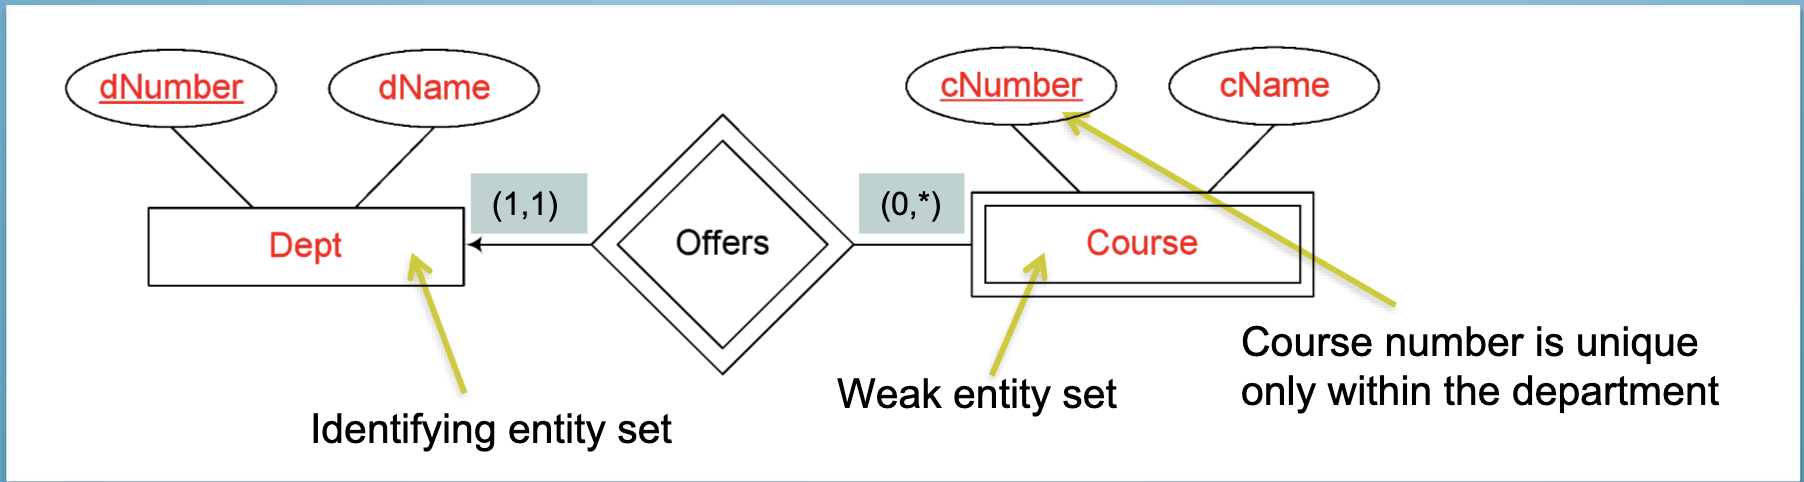 dNumber
dName
cNumber
cName
(1,1)
(0,*)
Dept
Offers
Course
Identifying entity set
Weak entity set
Course number is unique
only within the department